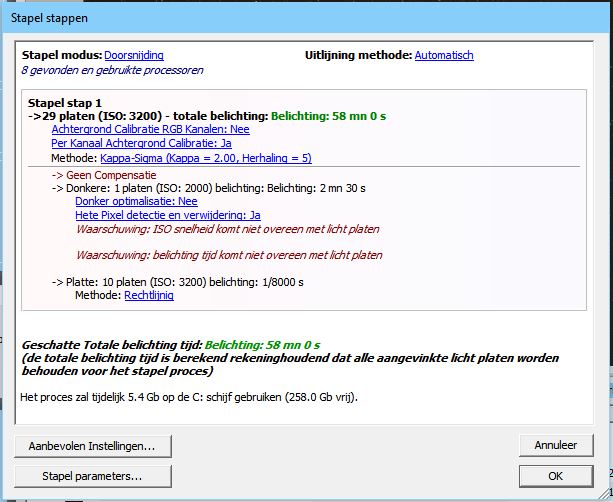 Stapel stappen
Stapel modus: Doorsnijding Uitlijning methode: Automatisch
8 gevonden en gebruikte processoren
Stapel stap 1
->29 platen (ISO: 3200) - totale belichting: Belichting: 58 mn 0 s
Achtergrond Calibratie RGB Kanalen: Nee
Per Kanaal Achtergrond Calibratie: Ja
Methode: Kappa-Sigma (Kappa = 2.00, Herhaling = 5)
-> Geen Compensatie
-> Donkere: 1 platen (ISO: 2000) belichting: Belichting: 2 mn 30 s
Donker optimalisatie: Nee
Hete Pixel detectie en verwijdering: Ja
Waarschuwing: ISO snelheid komt niet overeen met licht platen
Waarschuwing: belichting tijd komt niet overeen met licht platen
-> Platte: 10 platen (ISO: 3200) belichting: 1/8000 s
Methode: Rechtlijnig
Geschatte Totale belichting tijd: Belichting: 58 mn 0 s
(de totale belichting tijd is berekend rekeninghoudend dat alle aangevinkte licht platen worden
behouden voor het stapel proces)
Het proces zal tijdelijk 5.4 Gb op de C: schijf gebruiken (258.0 Gb vrij).
Aanbevolen Instellingen... Annuleer
Stapel parameters... OK